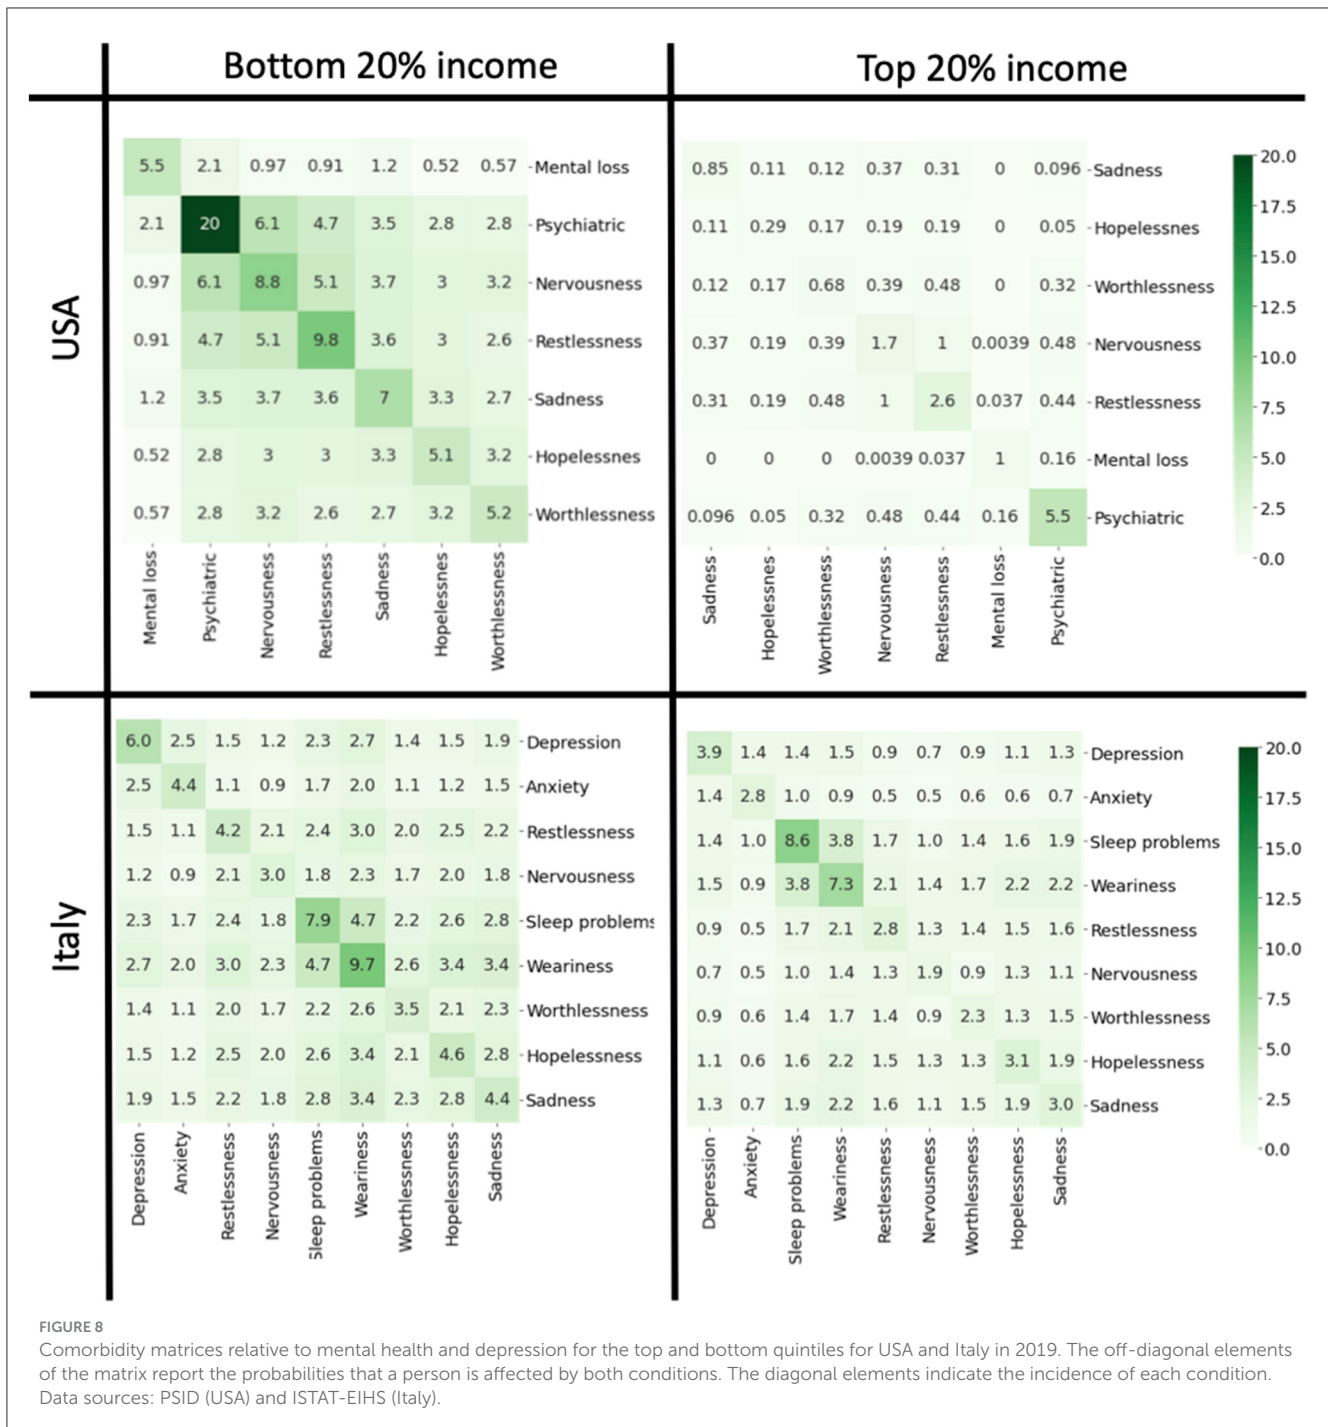 Bottom 20% income
Top 20% income
USA
5.5 2.1 0.97 0.91 1.2 0.52 0.57 Mental loss
2.1 20 6.1 4.7 3.5 2.8 2.8 Psychiatric
0.97 6.1 8.8 5.1 3.7 3 3.2 Nervousness
0.91 4.7 5.1 9.8 3.6 3 2.6 Restlessness
1.2 3.5 3.7 3.6 7 3.3 2.7 Sadness
0.52 2.8 3 3 3.3 5.1 3.2 Hopelessnes
0.57 2.8 3.2 2.6 2.7 3.2 5.2 Worthlessness
Mental loss
Psychiatric
Nervousness
Restlessness
Sadness
Hopelessnes
Worthlessness
0.85 0.11 0.12 0.37 0.31 0 0.096 Sadness
0.11 0.29 0.17 0.19 0.19 0 0.05 Hopelessnes
0.12 0.17 0.68 0.39 0.48 0 0.32 Worthlessness
0.37 0.19 0.39 1.7 1 0.0039 0.48 Nervousness
0.31 0.19 0.48 1 2.6 0.037 0.44 Restlessness
0 0 0 0.0039 0.037 1 0.16 Mental loss
0.096 0.05 0.32 0.48 0.44 0.16 5.5 Psychiatric
Sadness
Hopelessnes
Worthlessness
Nervousness
Restlessness
Mental loss
Psychiatric
20.0
17.5
15.0
12.5
10.0
7.5
5.0
2.5
0.0
Italy
6.0 2.5 1.5 1.2 2.3 2.7 1.4 1.5 1.9 Depression
2.5 4.4 1.1 0.9 1.7 2.0 1.1 1.2 1.5 Anxiety
1.5 1.1 4.2 2.1 2.4 3.0 2.0 2.5 2.2 Restlessness
1.2 0.9 2.1 3.0 1.8 2.3 1.7 2.0 1.8 Nervousness
2.3 1.7 2.4 1.8 7.9 4.7 2.2 2.6 2.8 Sleep problems
2.7 2.0 3.0 2.3 4.7 9.7 2.6 3.4 3.4 Weariness
1.4 1.1 2.0 1.7 2.2 2.6 3.5 2.1 2.3 Worthlessness
1.5 1.2 2.5 2.0 2.6 3.4 2.1 4.6 2.8 Hopelessness
1.9 1.5 2.2 1.8 2.8 3.4 2.3 2.8 4.4 Sadness
Depression
Anxiety
Restlessness
Nervousness
Sleep problems
Weariness
Worthlessness
Hopelessness
Sadness
3.9 1.4 1.4 1.5 0.9 0.7 0.9 1.1 1.3 Depression
1.4 2.8 1.0 0.9 0.5 0.5 0.6 0.6 0.7 Anxiety
1.4 1.0 8.6 3.8 1.7 1.0 1.4 1.6 1.9 Sleep problems
1.5 0.9 3.8 7.3 2.1 1.4 1.7 2.2 2.2 Weariness
0.9 0.5 1.7 2.1 2.8 1.3 1.4 1.5 1.6 Restlessness
0.7 0.5 1.0 1.4 1.3 1.9 0.9 1.3 1.1 Nervousness
0.9 0.6 1.4 1.7 1.4 0.9 2.3 1.3 1.5 Worthlessness
1.1 0.6 1.6 2.2 1.5 1.3 1.3 3.1 1.9 Hopelessness
1.3 0.7 1.9 2.2 1.6 1.1 1.5 1.9 3.0 Sadness
Depression
Anxiety
Sleep problems
Weariness
Restlessness
Nervousness
Worthlessness
Hopelessness
Sadness
20.0
17.5
15.0
12.5
10.0
7.5
5.0
2.5
0.0
FIGURE 8
Comorbidity matrices relative to mental health and depression for the top and bottom quintiles for USA and Italy in 2019. The off-diagonal elements
of the matrix report the probabilities that a person is affected by both conditions. The diagonal elements indicate the incidence of each condition.
Data sources: PSID (USA) and ISTAT-EIHS (Italy).